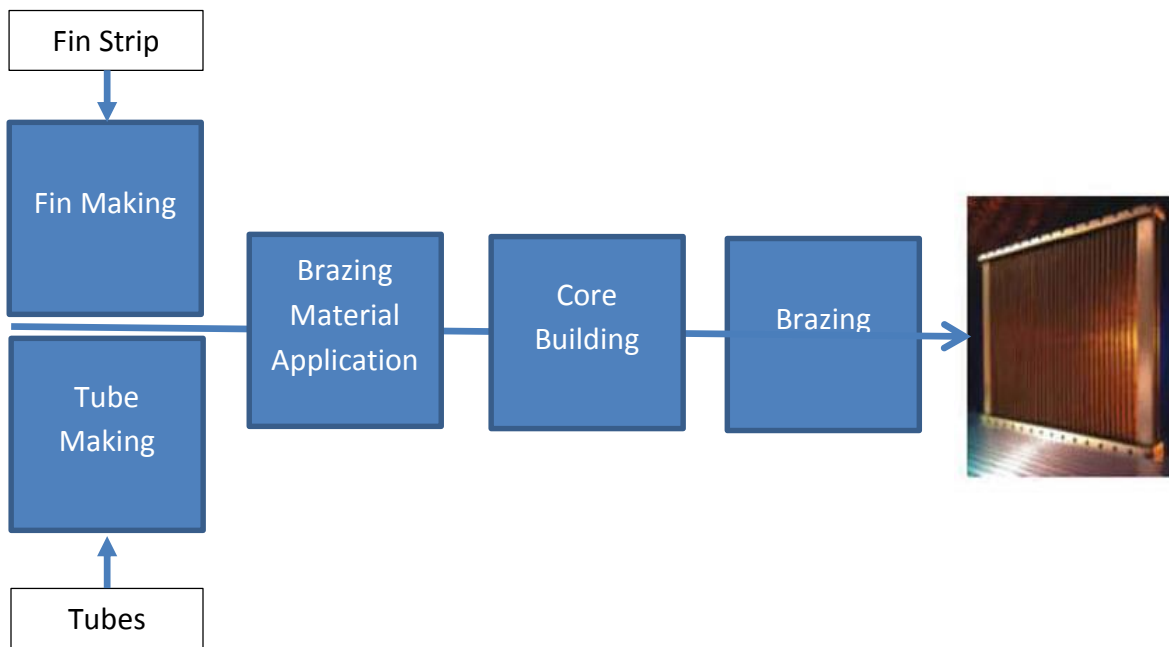 Fin Strip
Fin Making
Brazing
Material
Application
Core
Building
Brazing
Tube
Making
Tubes